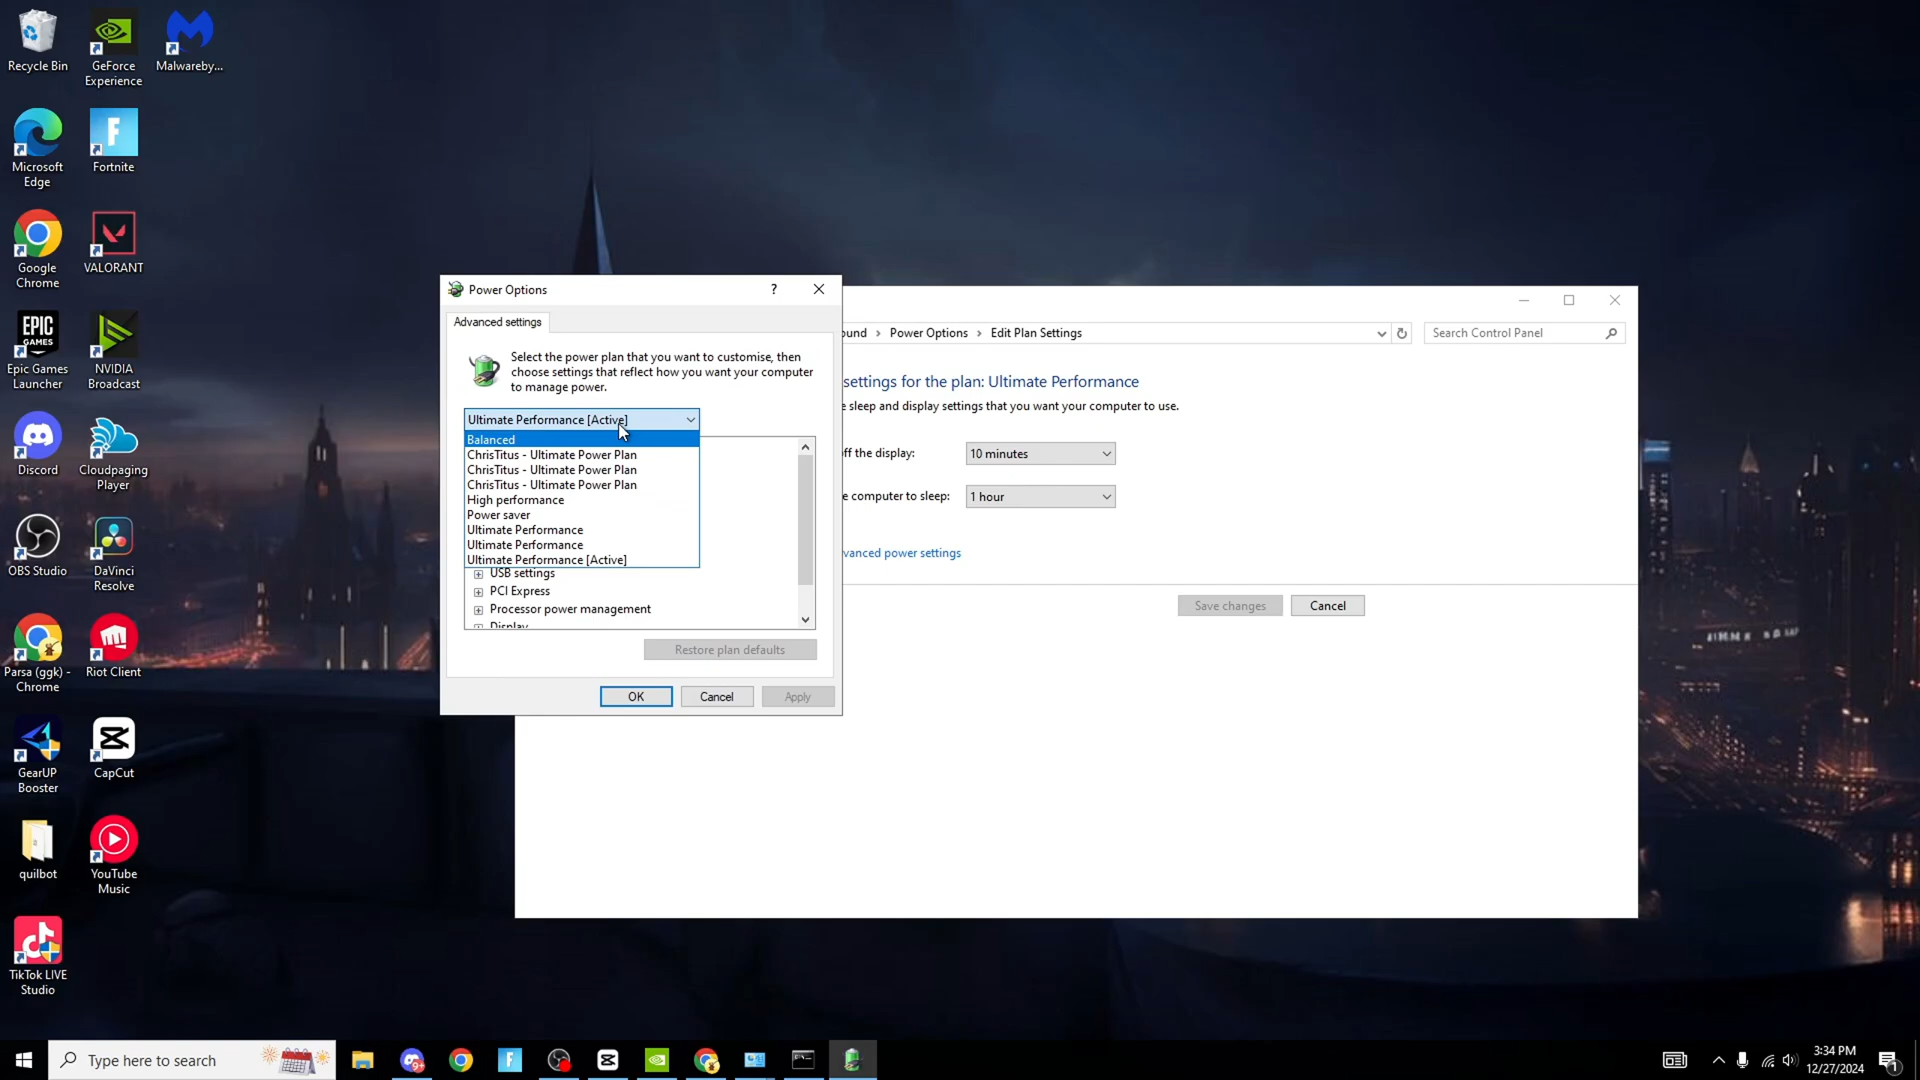 Recycle Bin
GeForce
Experience
Malwareby...
Microsoft
Edge
F
Fortnite
Google
Chrome
VALORANT
EPIC
GAMES
Epic Games
Launcher
NVIDIA
Broadcast
Discord
Cloudpaging
Player
OBS Studio
DaVinci
Resolve
Parsa (ggk) -
Chrome
Riot Client
GearUP
Booster
CapCut
quilbot
YouTube
Music
TikTok LIVE
Studio
Power Options
?
Advanced settings
Select the power plan that you want to customise, then
choose settings that reflect how you want your computer
to manage power.
Ultimate Performance [Active]
Balanced
ChrisTitus - Ultimate Power Plan
ChrisTitus - Ultimate Power Plan
ChrisTitus - Ultimate Power Plan
High performance
Power saver
Ultimate Performance
Ultimate Performance
Ultimate Performance [Active]
USB settings
PCI Express
Processor power management
Display
Restore plan defaults
OK
Cancel
Apply
ound > Power Options > Edit Plan Settings
Search Control Panel
settings for the plan: Ultimate Performance
e sleep and display settings that you want your computer to use.
off the display:
10 minutes
e computer to sleep:
1 hour
vanced power settings
Save changes
Cancel
Type here to search
9+
F
3:34 PM
12/27/2024
1